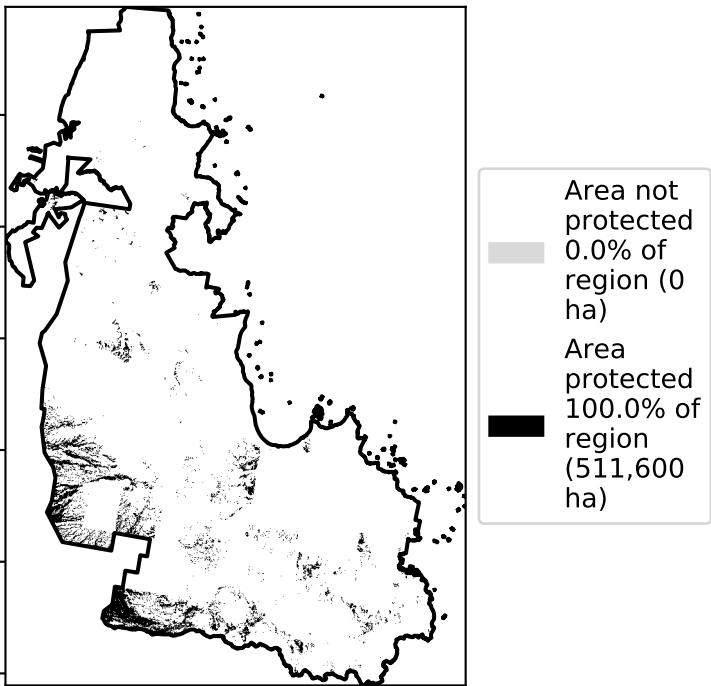 Area not
protected
0.0% of
region (0
ha)
Area
protected
100.0% of
region
(511,600
ha)